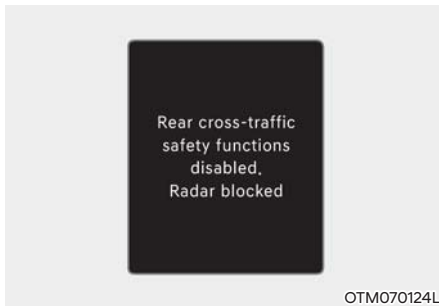 Rear cross-traffic
safety functions
disabled.
Radar blocked
OTM070124L